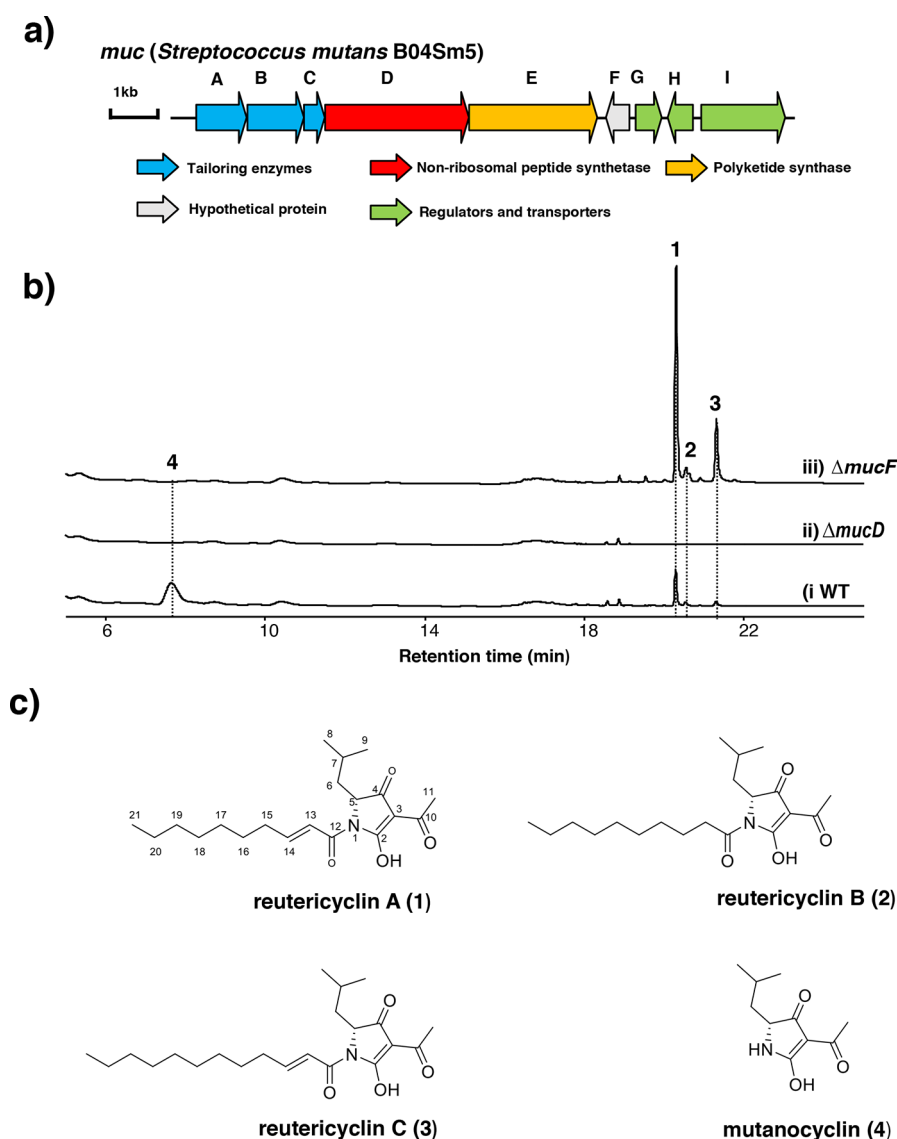 a)
muc (Streptococcus mutans B04Sm5)
A B C D E F G H I
1kb
Tailoring enzymes Non-ribosomal peptide synthetase Polyketide synthase
Hypothetical protein Regulators and transporters
b)
1
3
2
4
iii) ΔmucF
ii) ΔmucD
(i WT
6 10 14 18 22
Retention time (min)
c)
8 9
7 O
6 4 11
5 3
21 19 17 15 13 12 N 10
1 2 O
20 18 16 14 O OH
reutericyclin A (1)
O
N
O
O OH
reutericyclin B (2)
O
N
O
O OH
reutericyclin C (3)
O
HN
O
OH
mutanocyclin (4)